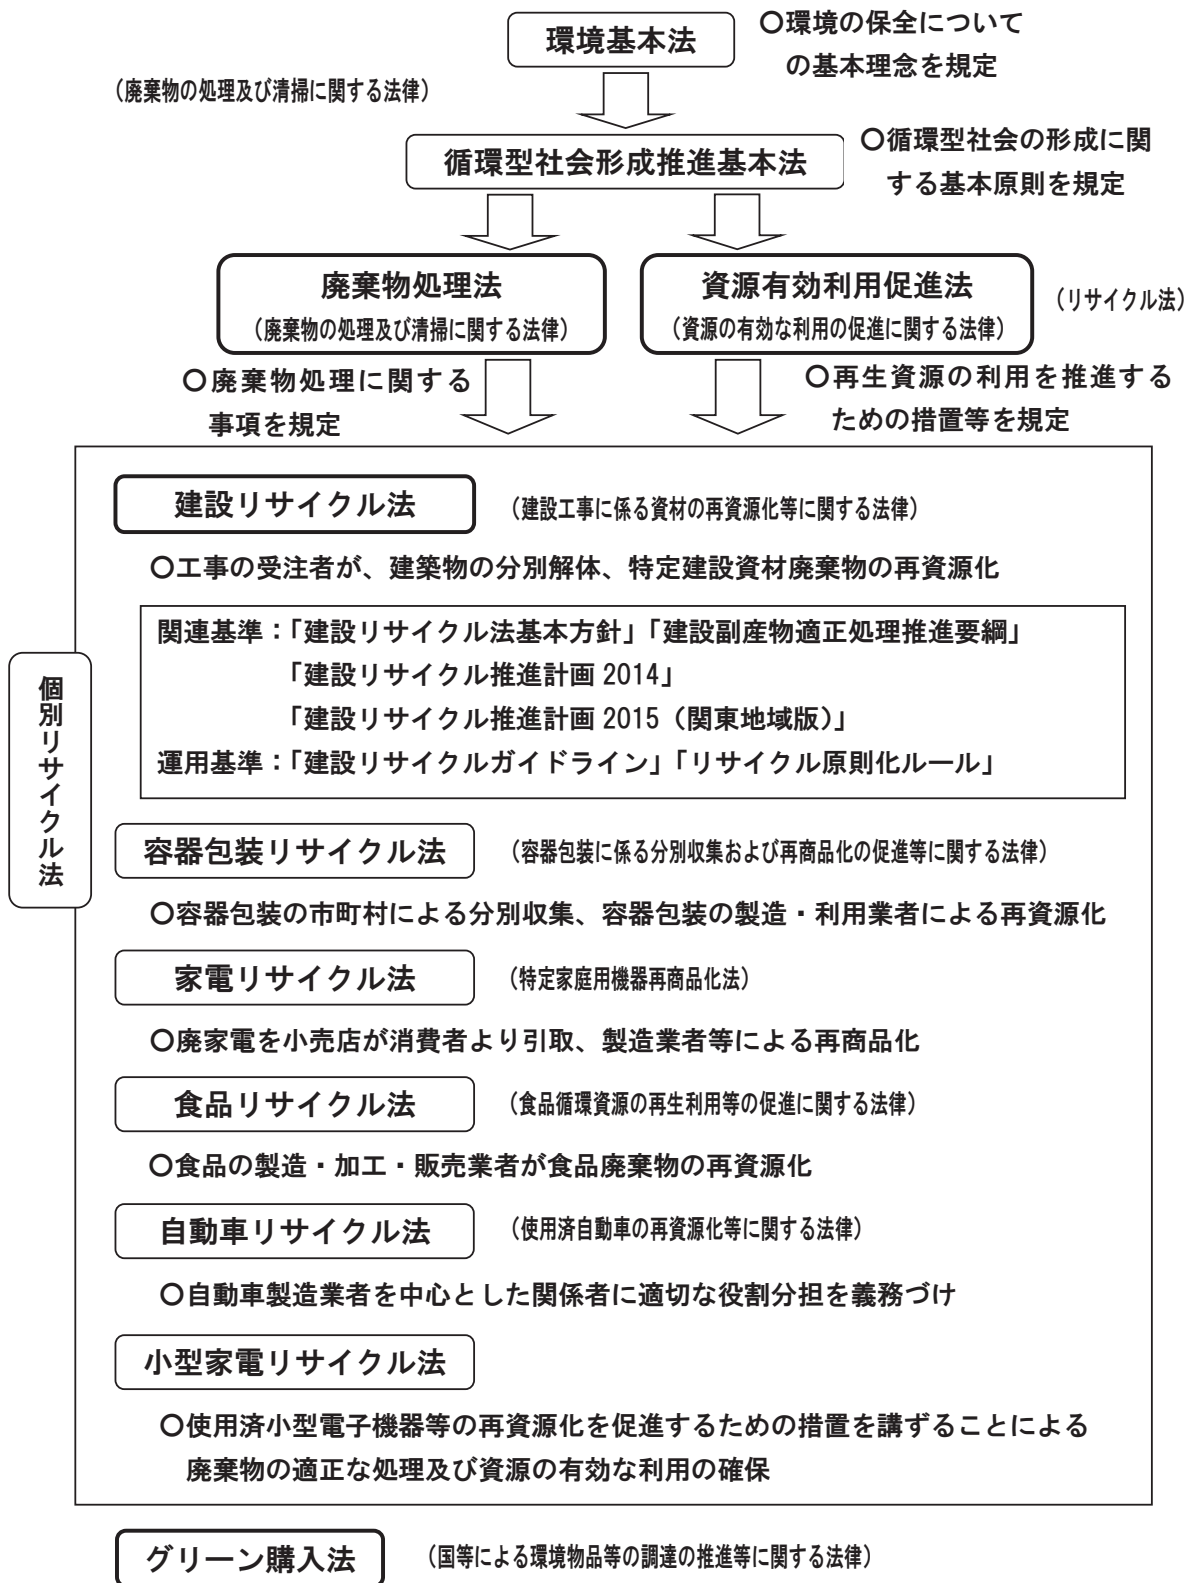 環境基本法
〇環境の保全について
の基本理念を規定
(廃棄物の処理及び清掃に関する法律)
循環型社会形成推進基本法
〇循環型社会の形成に関
する基本原則を規定
廃棄物処理法
(廃棄物の処理及び清掃に関する法律)
資源有効利用促進法
(資源の有効な利用の促進に関する法律)
(リサイクル法)
〇廃棄物処理に関する
事項を規定
〇再生資源の利用を推進する
ための措置等を規定
個別リサイクル法
建設リサイクル法
(建設工事に係る資材の再資源化等に関する法律)
〇工事の受注者が、建築物の分別解体、特定建設資材廃棄物の再資源化
関連基準:「建設リサイクル法基本方針」「建設副産物適正処理推進要綱」
「建設リサイクル推進計画 2014」
「建設リサイクル推進計画 2015(関東地域版)」
運用基準:「建設リサイクルガイドライン」「リサイクル原則化ルール」
容器包装リサイクル法
(容器包装に係る分別収集および再商品化の促進等に関する法律)
〇容器包装の市町村による分別収集、容器包装の製造・利用業者による再資源化
家電リサイクル法
(特定家庭用機器再商品化法)
〇廃家電を小売店が消費者より引取、製造業者等による再商品化
食品リサイクル法
(食品循環資源の再生利用等の促進に関する法律)
〇食品の製造・加工・販売業者が食品廃棄物の再資源化
自動車リサイクル法
(使用済自動車の再資源化等に関する法律)
〇自動車製造業者を中心とした関係者に適切な役割分担を義務づけ
小型家電リサイクル法
〇使用済小型電子機器等の再資源化を促進するための措置を講ずることによる
廃棄物の適正な処理及び資源の有効な利用の確保
グリーン購入法
(国等による環境物品等の調達の推進等に関する法律)